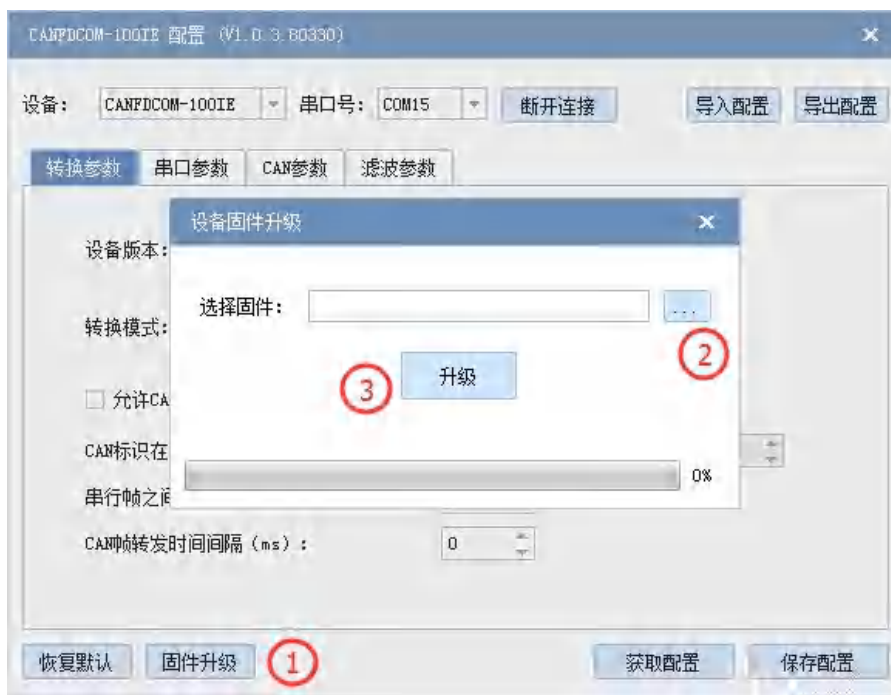 CANFDCOM-100IE 配置 (V1.0.3.80330)
设备： CANFDCOM-100IE 串口号： COM15 断开连接 导入配置 导出配置
转换参数 串口参数 CAN参数 滤波参数
设备固件升级
设备版本：
选择固件： ...
转换模式：
2
升级
3
允许CA
CAN标识在
0%
串行帧之间
CAN帧转发时间间隔 (ms)： 0
恢复默认 固件升级 1 获取配置 保存配置